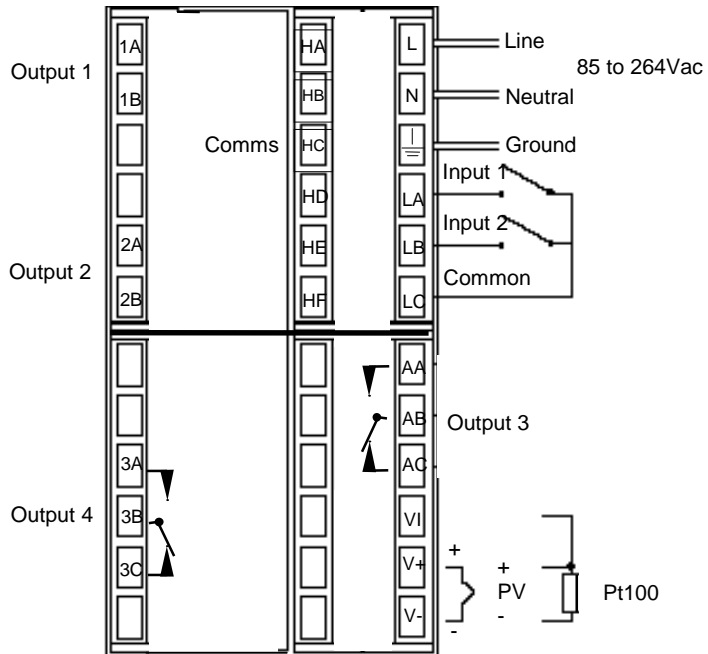 1A HA L Line
Output 1 85 to 264Vac
1B HB N Neutral
Comms HC Ground
Input 1
HD LA
Input 2
2A HE LB
Output 2 Common
2B HF LC
AA
AB Output 3
3A AC
Output 4 3B VI
+
3C V+ + PV Pt100
-
V-
-